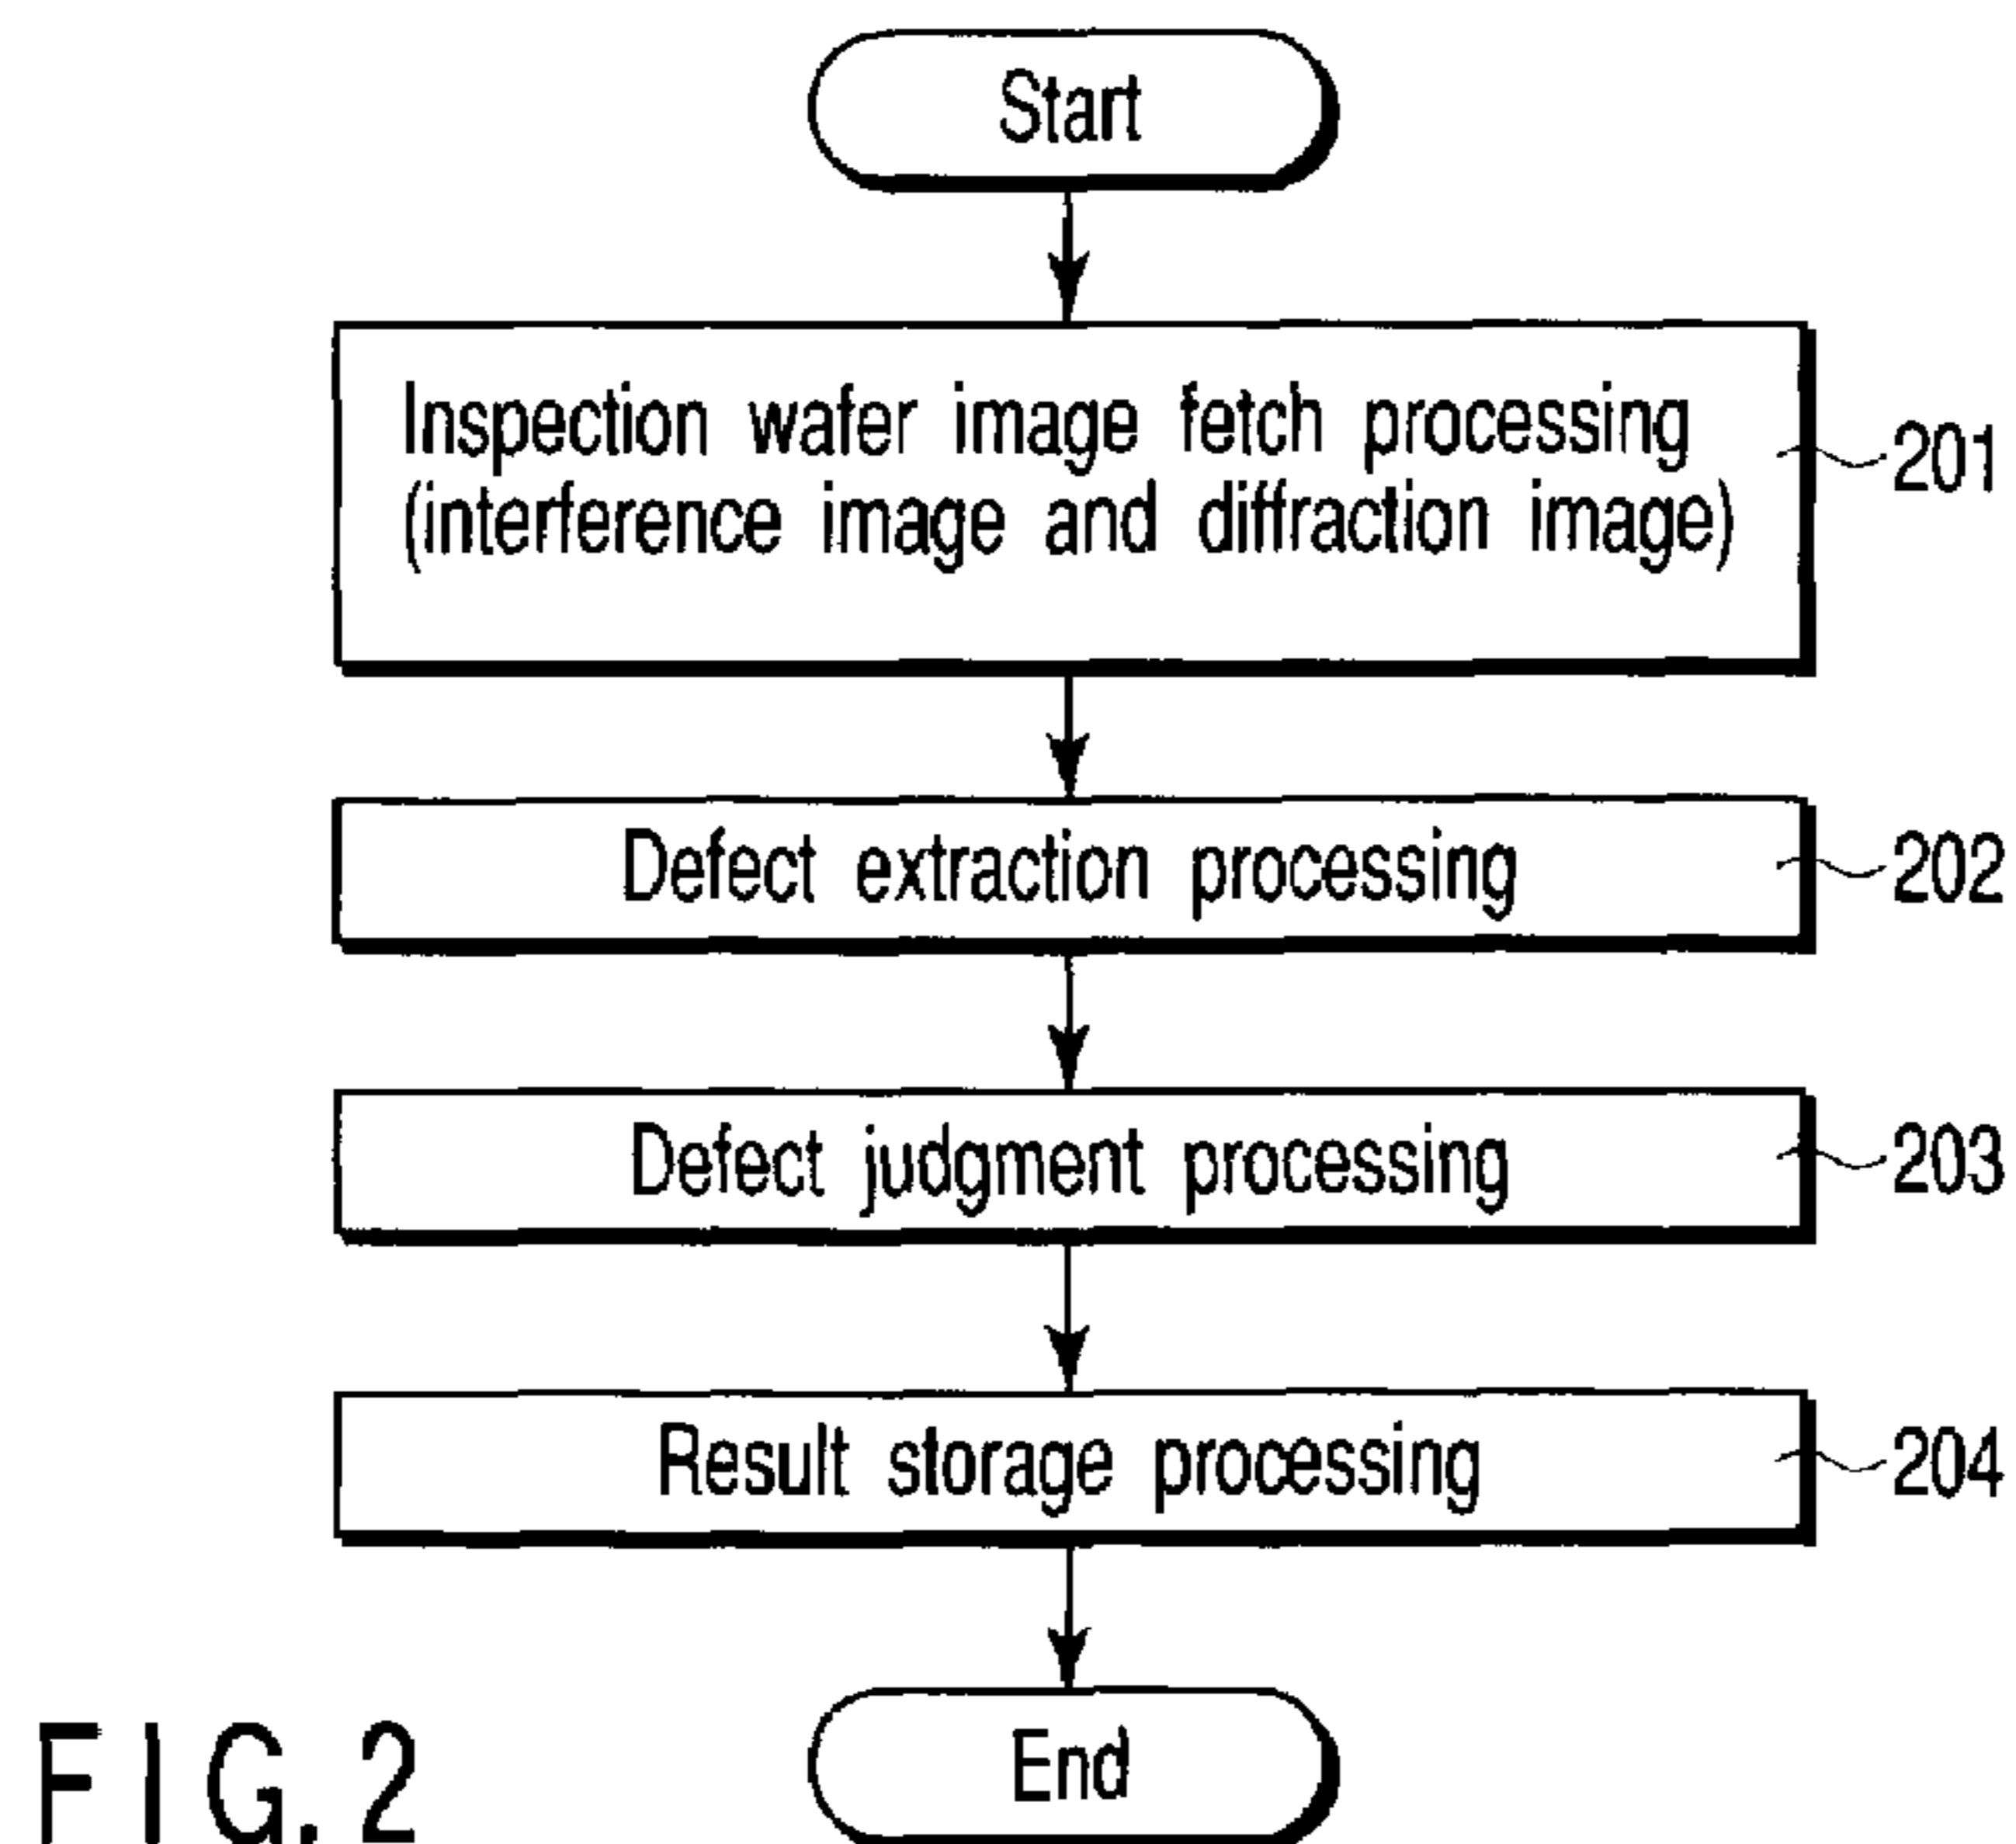 Start
Inspection wafer image fetch processing
(interference image and diffraction image)
201
Defect extraction processing
202
Defect judgment processing
203
Result storage processing
204
End
FIG. 2